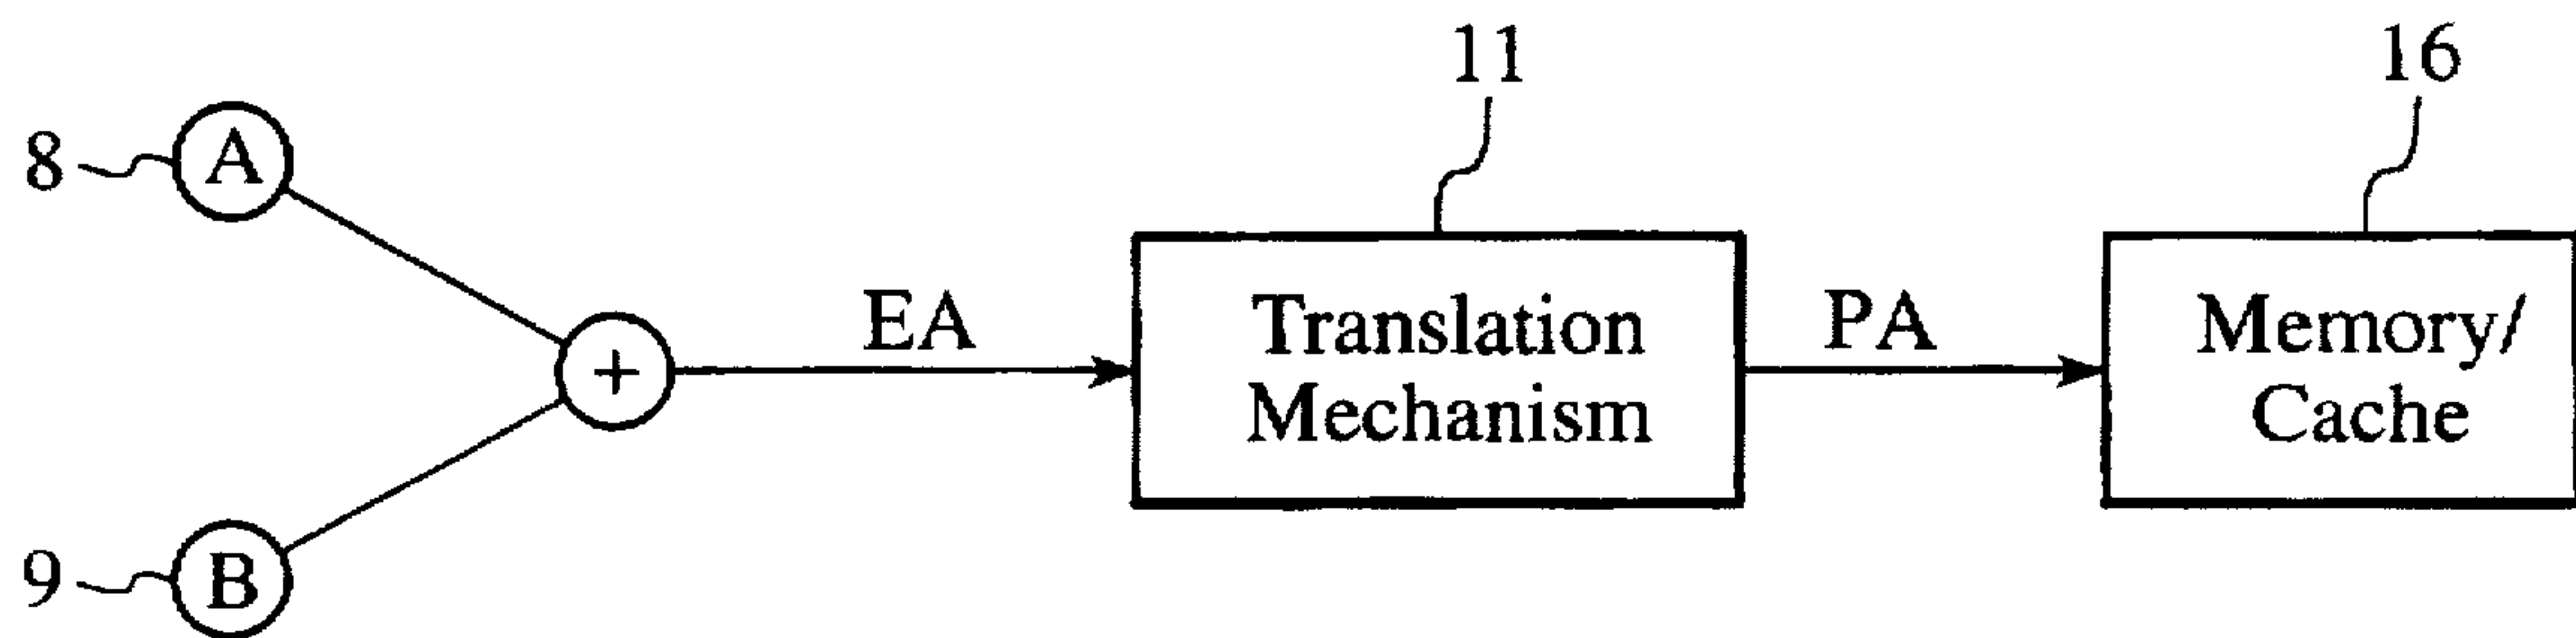 11
16
8
A
EA
+
Translation
Mechanism
PA
Memory/
Cache
9
B